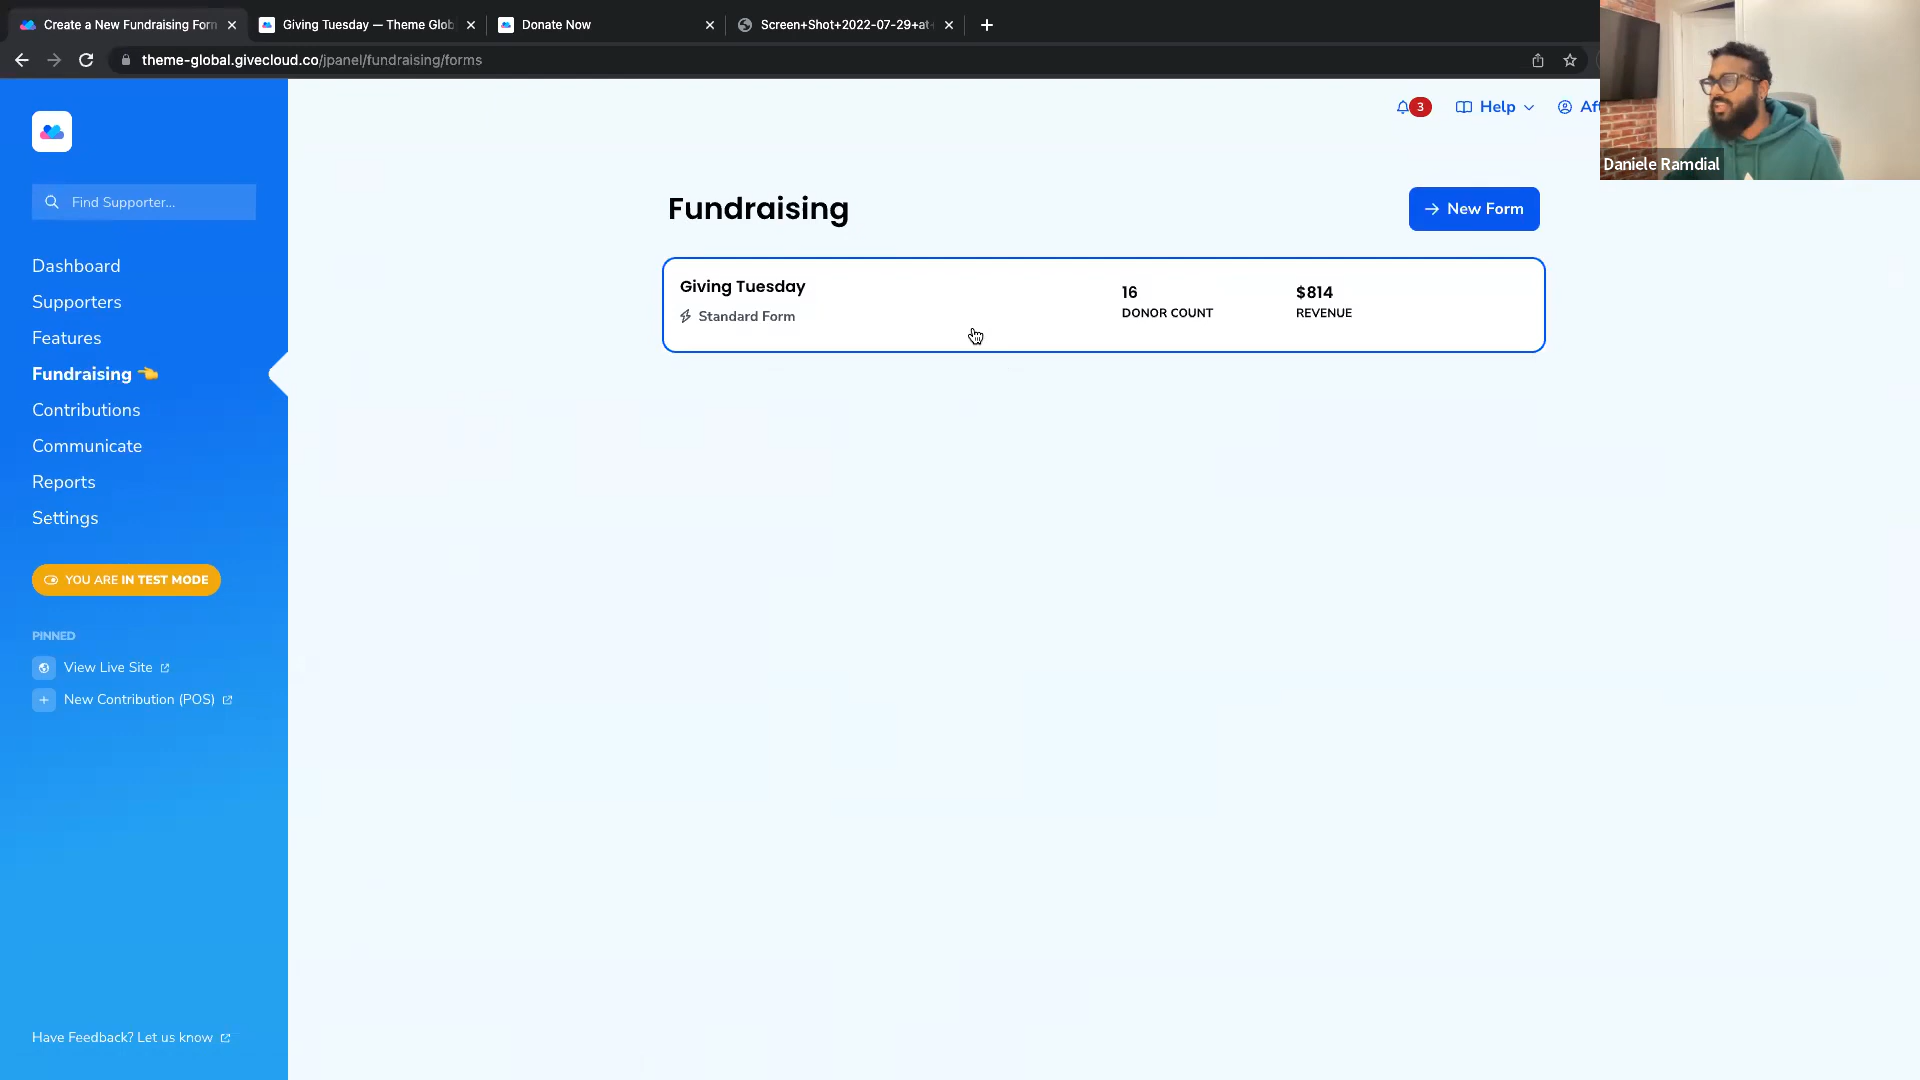 Create a New Fundraising Form
Giving Tuesday — Theme Glob
Donate Now
Screen+Shot+2022-07-29+at
theme-global.givecloud.co/jpanel/fundraising/forms
3
Help
Daniele Ramdial
Find Supporter...
Fundraising
New Form
Dashboard
Supporters
Features
Fundraising
Contributions
Communicate
Reports
Settings
Giving Tuesday
Standard Form
16
DONOR COUNT
$814
REVENUE
YOU ARE IN TEST MODE
PINNED
View Live Site
New Contribution (POS)
Have Feedback? Let us know